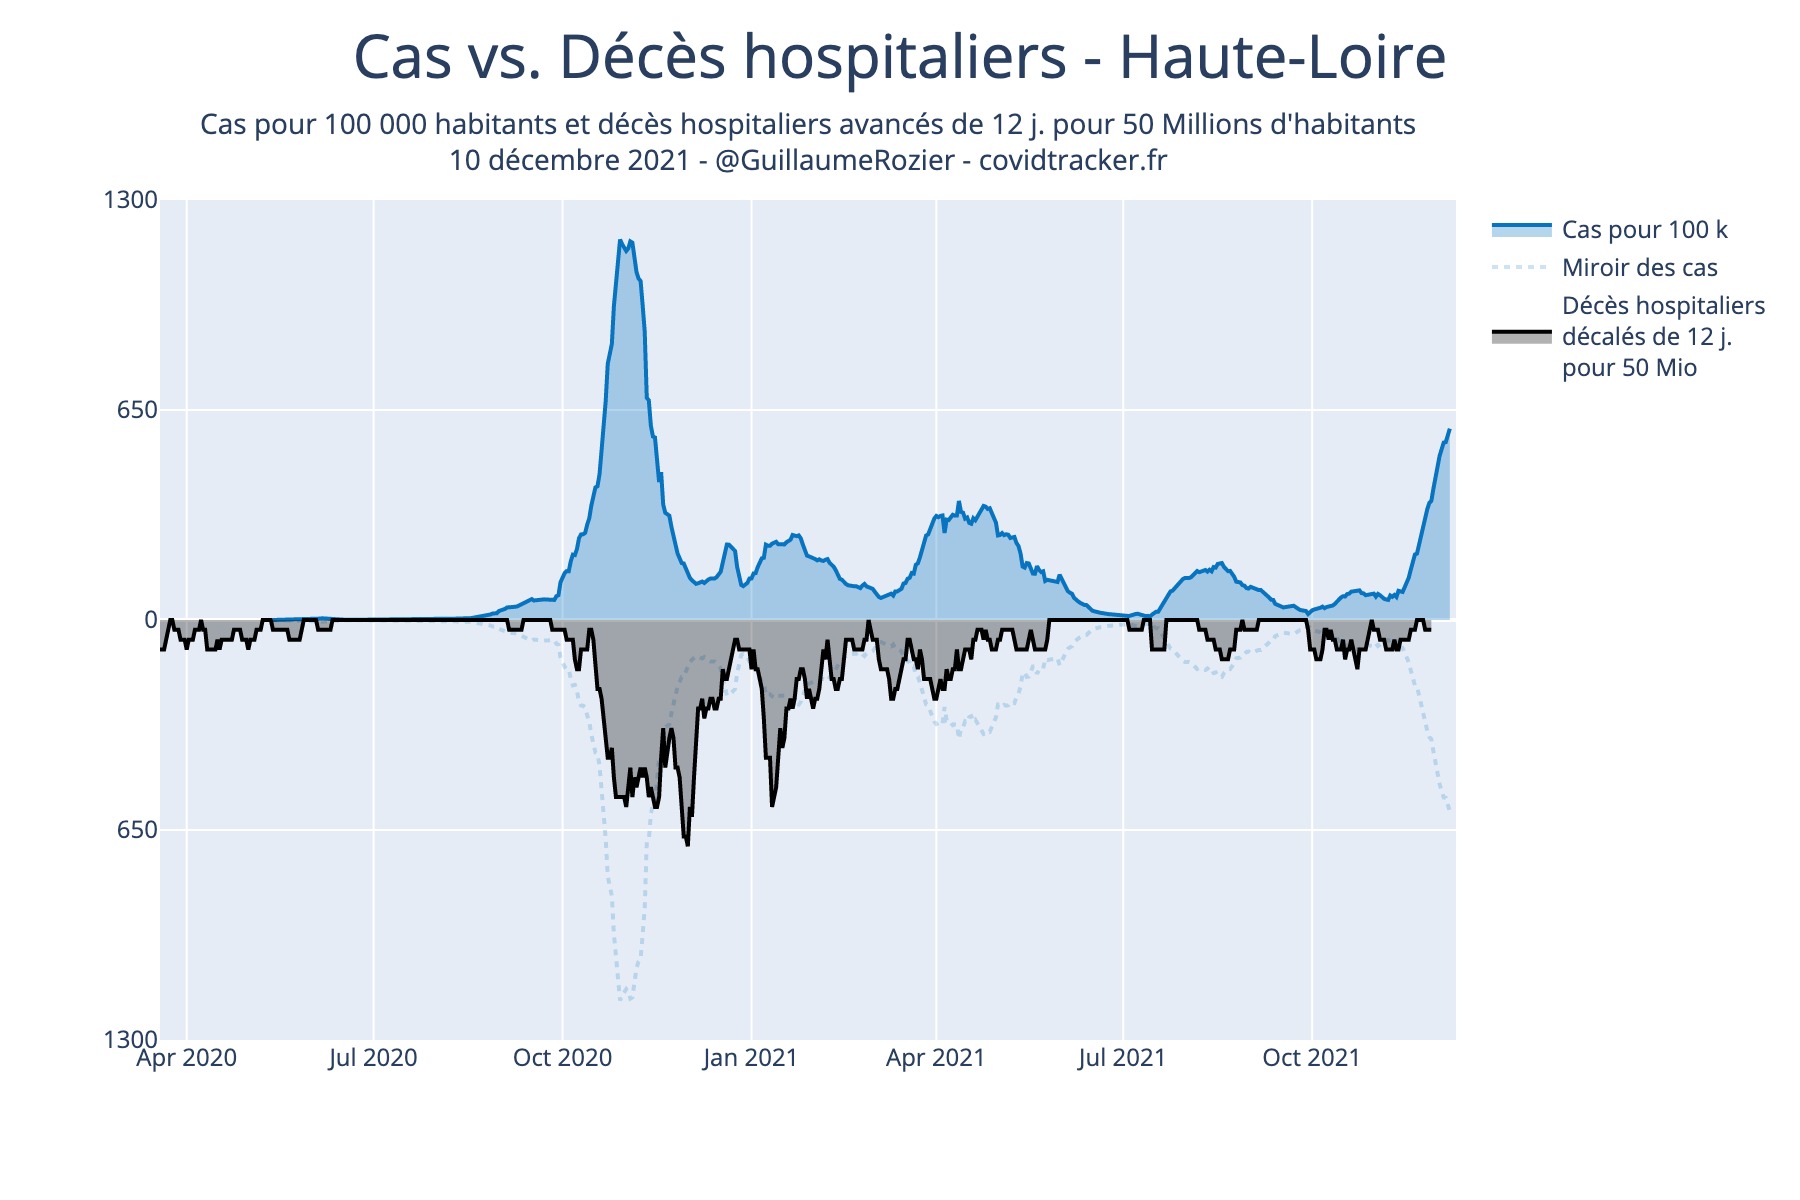 Cas vs. Décès hospitaliers - Haute-Loire
Cas pour 100 000 habitants et décès hospitaliers avancés de 12 j. pour 50 Millions d'habitants
10 décembre 2021 - @GuillaumeRozier - covidtracker.fr
1300
650
0
650
1300
Apr 2020
Jul 2020
Oct 2020
Jan 2021
Apr 2021
Jul 2021
Oct 2021
Cas pour 100 k
Miroir des cas
Décès hospitaliers
décalés de 12 j.
pour 50 Mio